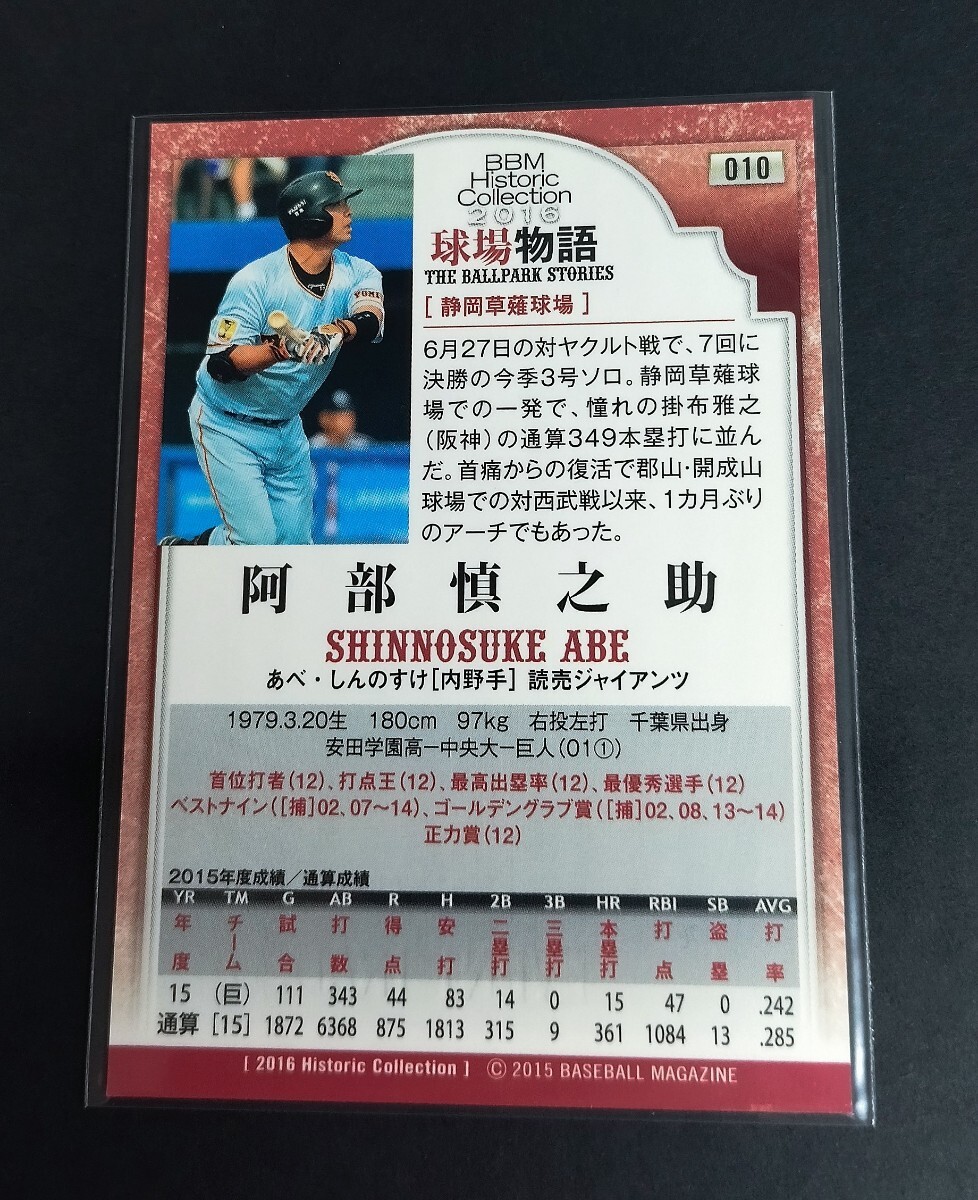 010
BBM
Historic
Collection
2016
球場物語
THE BALLPARK STORIES
[ 静岡草薙球場 ]
6月27日の対ヤクルト戦で、7回に
決勝の今季3号ソロ。静岡草薙球
場での一発で、憧れの掛布雅之
(阪神)の通算349本塁打に並ん
だ。首痛からの復活で郡山・開成山
球場での対西武戦以来、1カ月ぶり
のアーチでもあった。
阿部慎之助
SHINNOSUKE ABE
あべ・しんのすけ[内野手] 読売ジャイアンツ
1979.3.20生 180cm 97kg 右投左打 千葉県出身
安田学園高ー中央大ー巨人(01①)
首位打者(12)、打点王(12)、最高出塁率(12)、最優秀選手(12)
ベストナイン([捕]02、07〜14)、ゴールデングラブ賞([捕]02、08、13〜14)
正力賞(12)
2015年度成績/通算成績
YR TM G AB R H 2B 3B HR RBI SB AVG
年度 チーム 試合 打数 得点 安打 二塁打 三塁打 本塁打 打点 盗塁 打率
15 (巨) 111 343 44 83 14 0 15 47 0 .242
通算 [15] 1872 6368 875 1813 315 9 361 1084 13 .285
[ 2016 Historic Collection ] © 2015 BASEBALL MAGAZINE